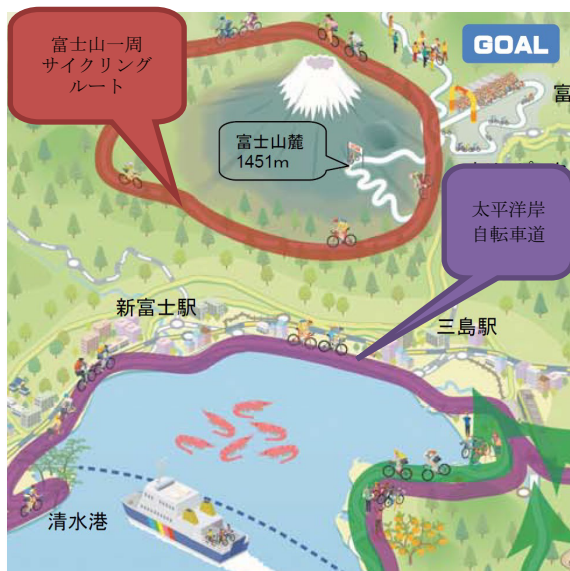 富士山一周
サイクリング
ルート
GOAL
富
富士山麓
1451m
太平洋岸
自転車道
新富士駅
三島駅
清水港